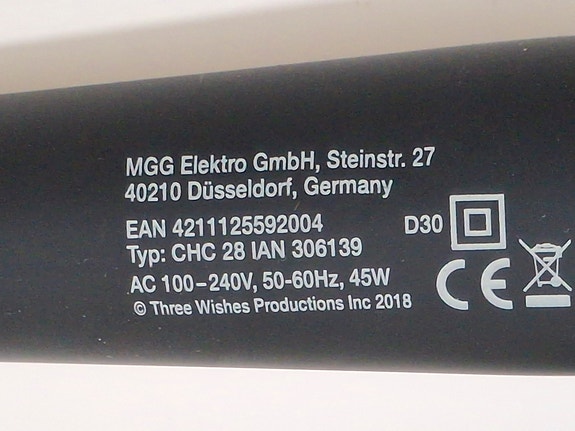 MGG Elektro GmbH, Steinstr. 27
40210 Düsseldorf, Germany
EAN 4211125592004 D30
Typ: CHC 28 IAN 306139
AC 100–240V, 50-60Hz, 45W
© Three Wishes Productions Inc 2018
CE